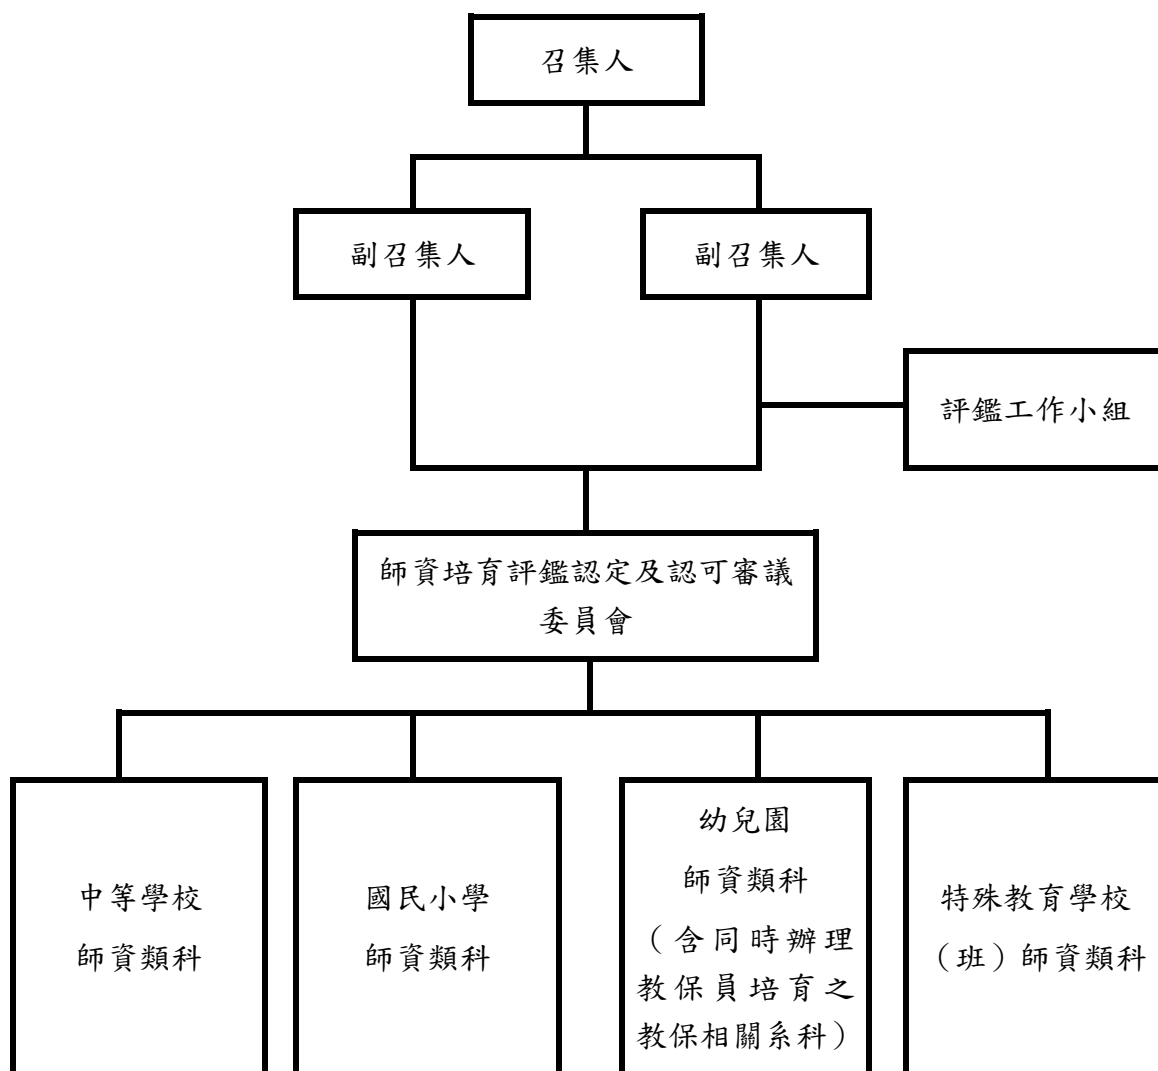 召集人
副召集人
副召集人
評鑑工作小組
師資培育評鑑認定及認可審議
委員會
中等學校
師資類科
國民小學
師資類科
幼兒園
師資類科
（含同時辦理
教保員培育之
教保相關系科）
特殊教育學校
（班）師資類科